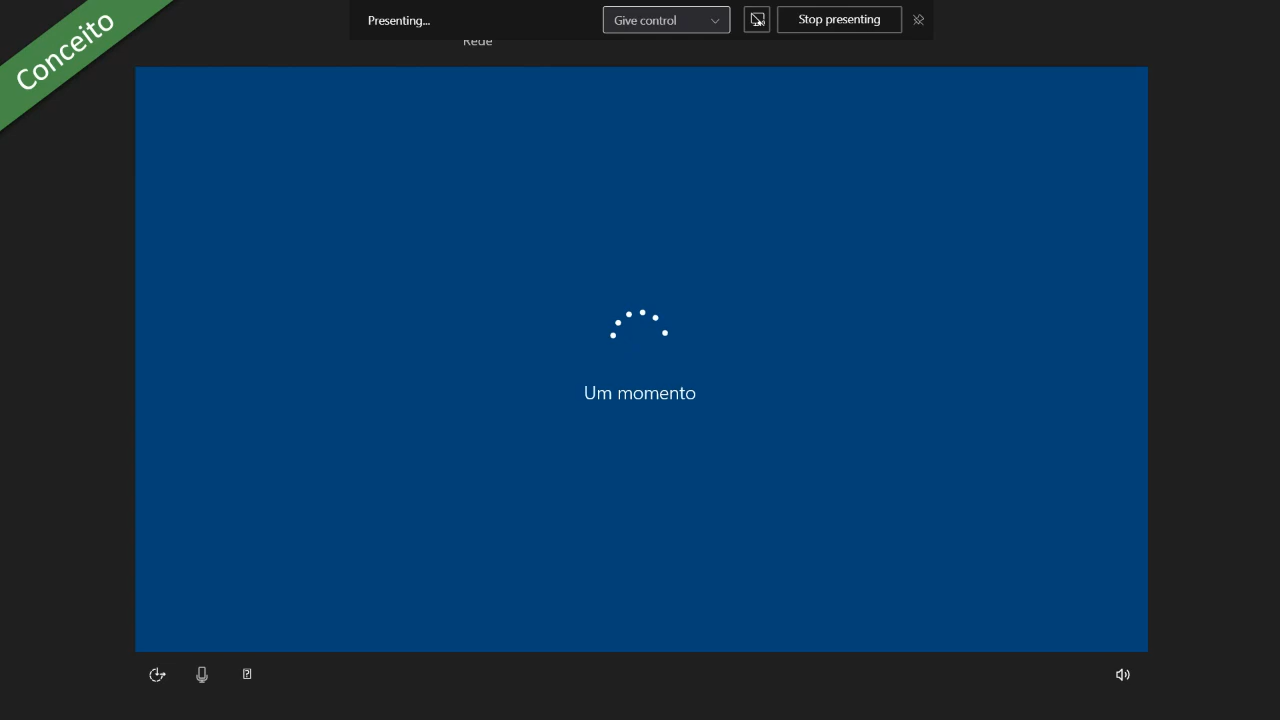 Conceito
Presenting...
Give control
Stop presenting
Rede
Um momento